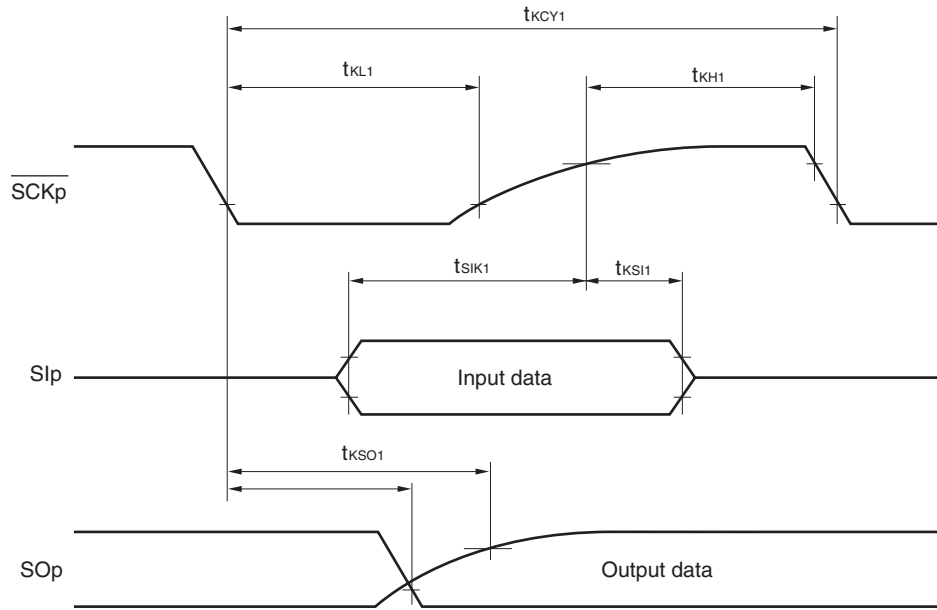 tKCY1
tKL1
tKH1
SCKp
tSIK1
tKSI1
SIp
Input data
tKSO1
SOp
Output data